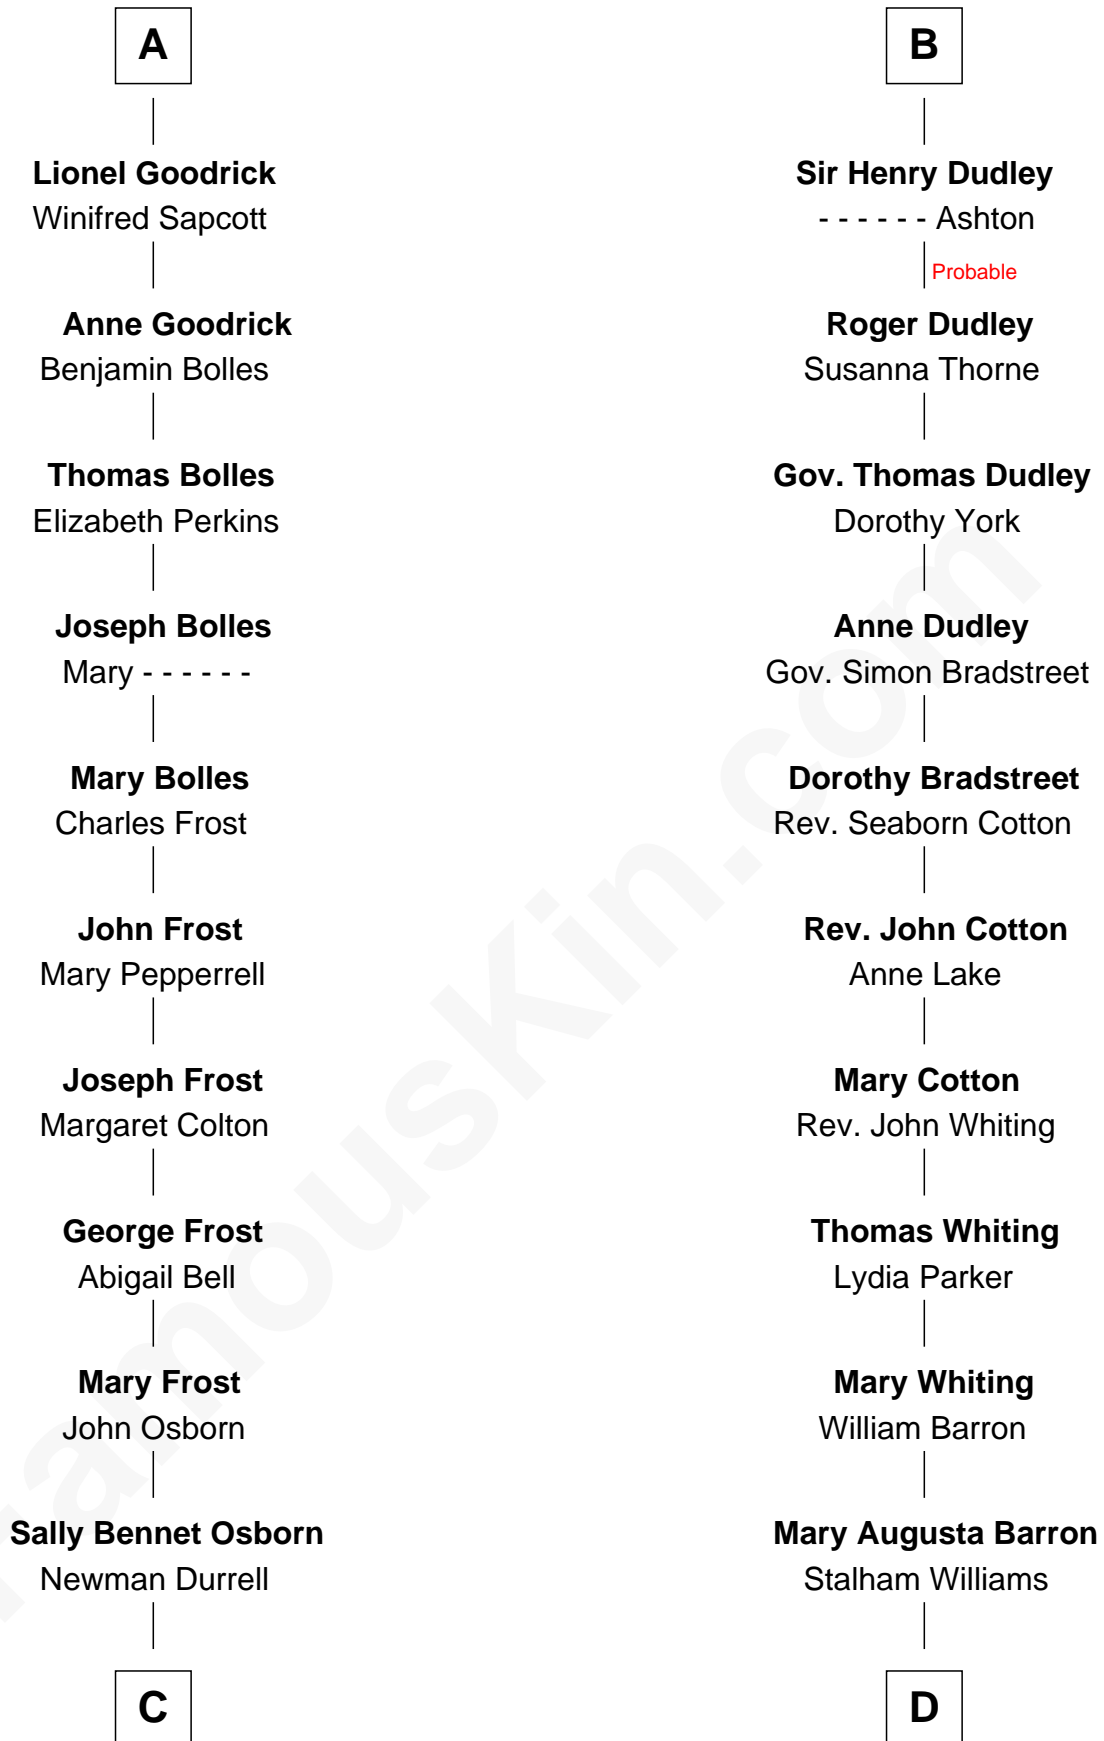 A
Lionel Goodrick
Winifred Sapcott
Anne Goodrick
Benjamin Bolles
Thomas Bolles
Elizabeth Perkins
Joseph Bolles
Mary - - - - - -
Mary Bolles
Charles Frost
John Frost
Mary Pepperrell
Joseph Frost
Margaret Colton
George Frost
Abigail Bell
Mary Frost
John Osborn
Sally Bennet Osborn
Newman Durrell
C
B
Sir Henry Dudley
- - - - - - Ashton
Probable
Roger Dudley
Susanna Thorne
Gov. Thomas Dudley
Dorothy York
Anne Dudley
Gov. Simon Bradstreet
Dorothy Bradstreet
Rev. Seaborn Cotton
Rev. John Cotton
Anne Lake
Mary Cotton
Rev. John Whiting
Thomas Whiting
Lydia Parker
Mary Whiting
William Barron
Mary Augusta Barron
Stalham Williams
D
FamousKin.com